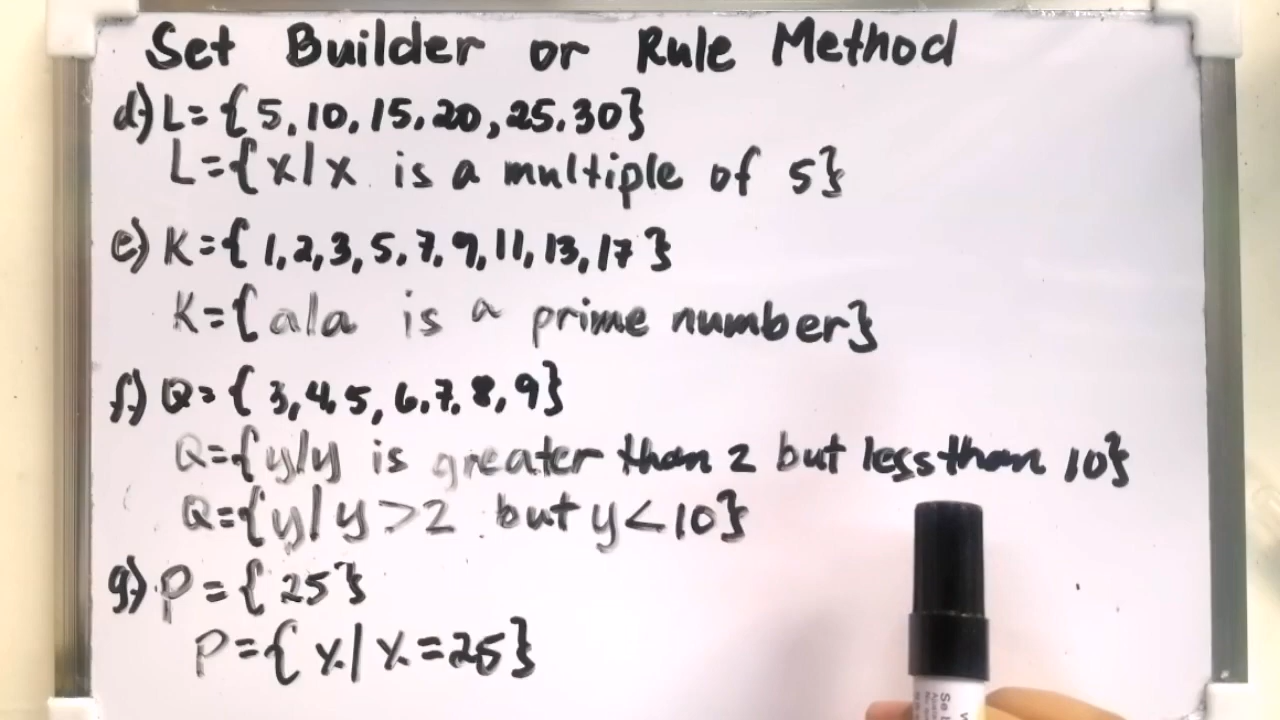 Set Builder or Rule Method
d) L = { 5, 10, 15, 20, 25, 30}
L = { x/x is a multiple of 5}
e) K = { 1, 2, 3, 5, 7, 9, 11, 13, 17 }
K = { a|a is a prime number}
f) Q = { 3, 4, 5, 6, 7, 8, 9}
Q = {y/y is greater than 2 but less than 10}
Q = {y/ y > 2 but y < 10}
g) P = { 25}
P = { x/ x = 25}